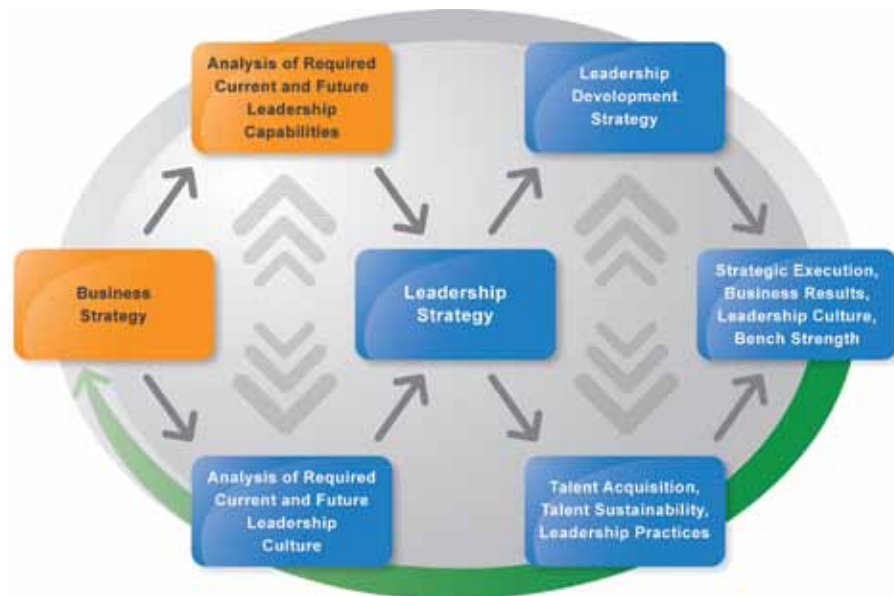 Analysis of Required
Current and Future
Leadership
Capabilities
Leadership
Development
Strategy
Business
Strategy
Leadership
Strategy
Strategic Execution,
Business Results,
Leadership Culture,
Bench Strength
Analysis of Required
Current and Future
Leadership
Culture
Talent Acquisition,
Talent Sustainability,
Leadership Practices